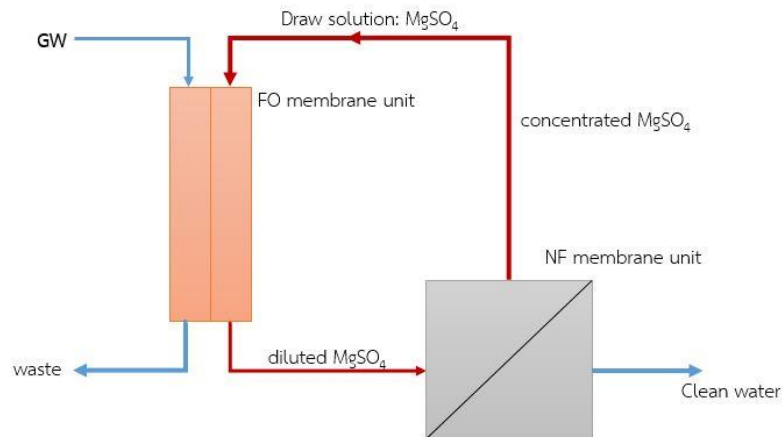 Draw solution: MgSO₄
GW
FO membrane unit
concentrated MgSO₄
NF membrane unit
diluted MgSO₄
waste
Clean water